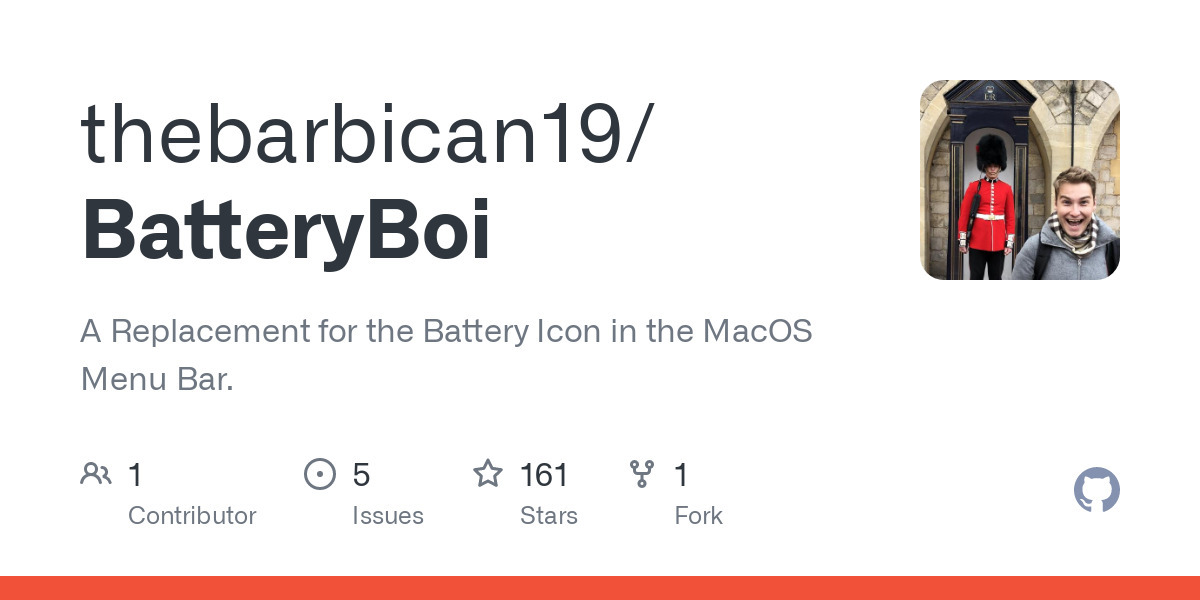 thebarbican19/
BatteryBoi
A Replacement for the Battery Icon in the MacOS
Menu Bar.
1
Contributor
5
Issues
161
Stars
1
Fork